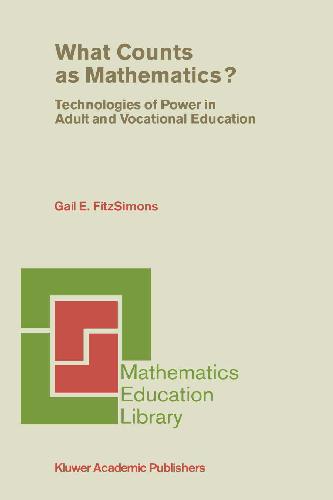 What Counts
as Mathematics?
Technologies of Power in
Adult and Vocational Education
Gail E. FitzSimons
Mathematics
Education
Library
Kluwer Academic Publishers